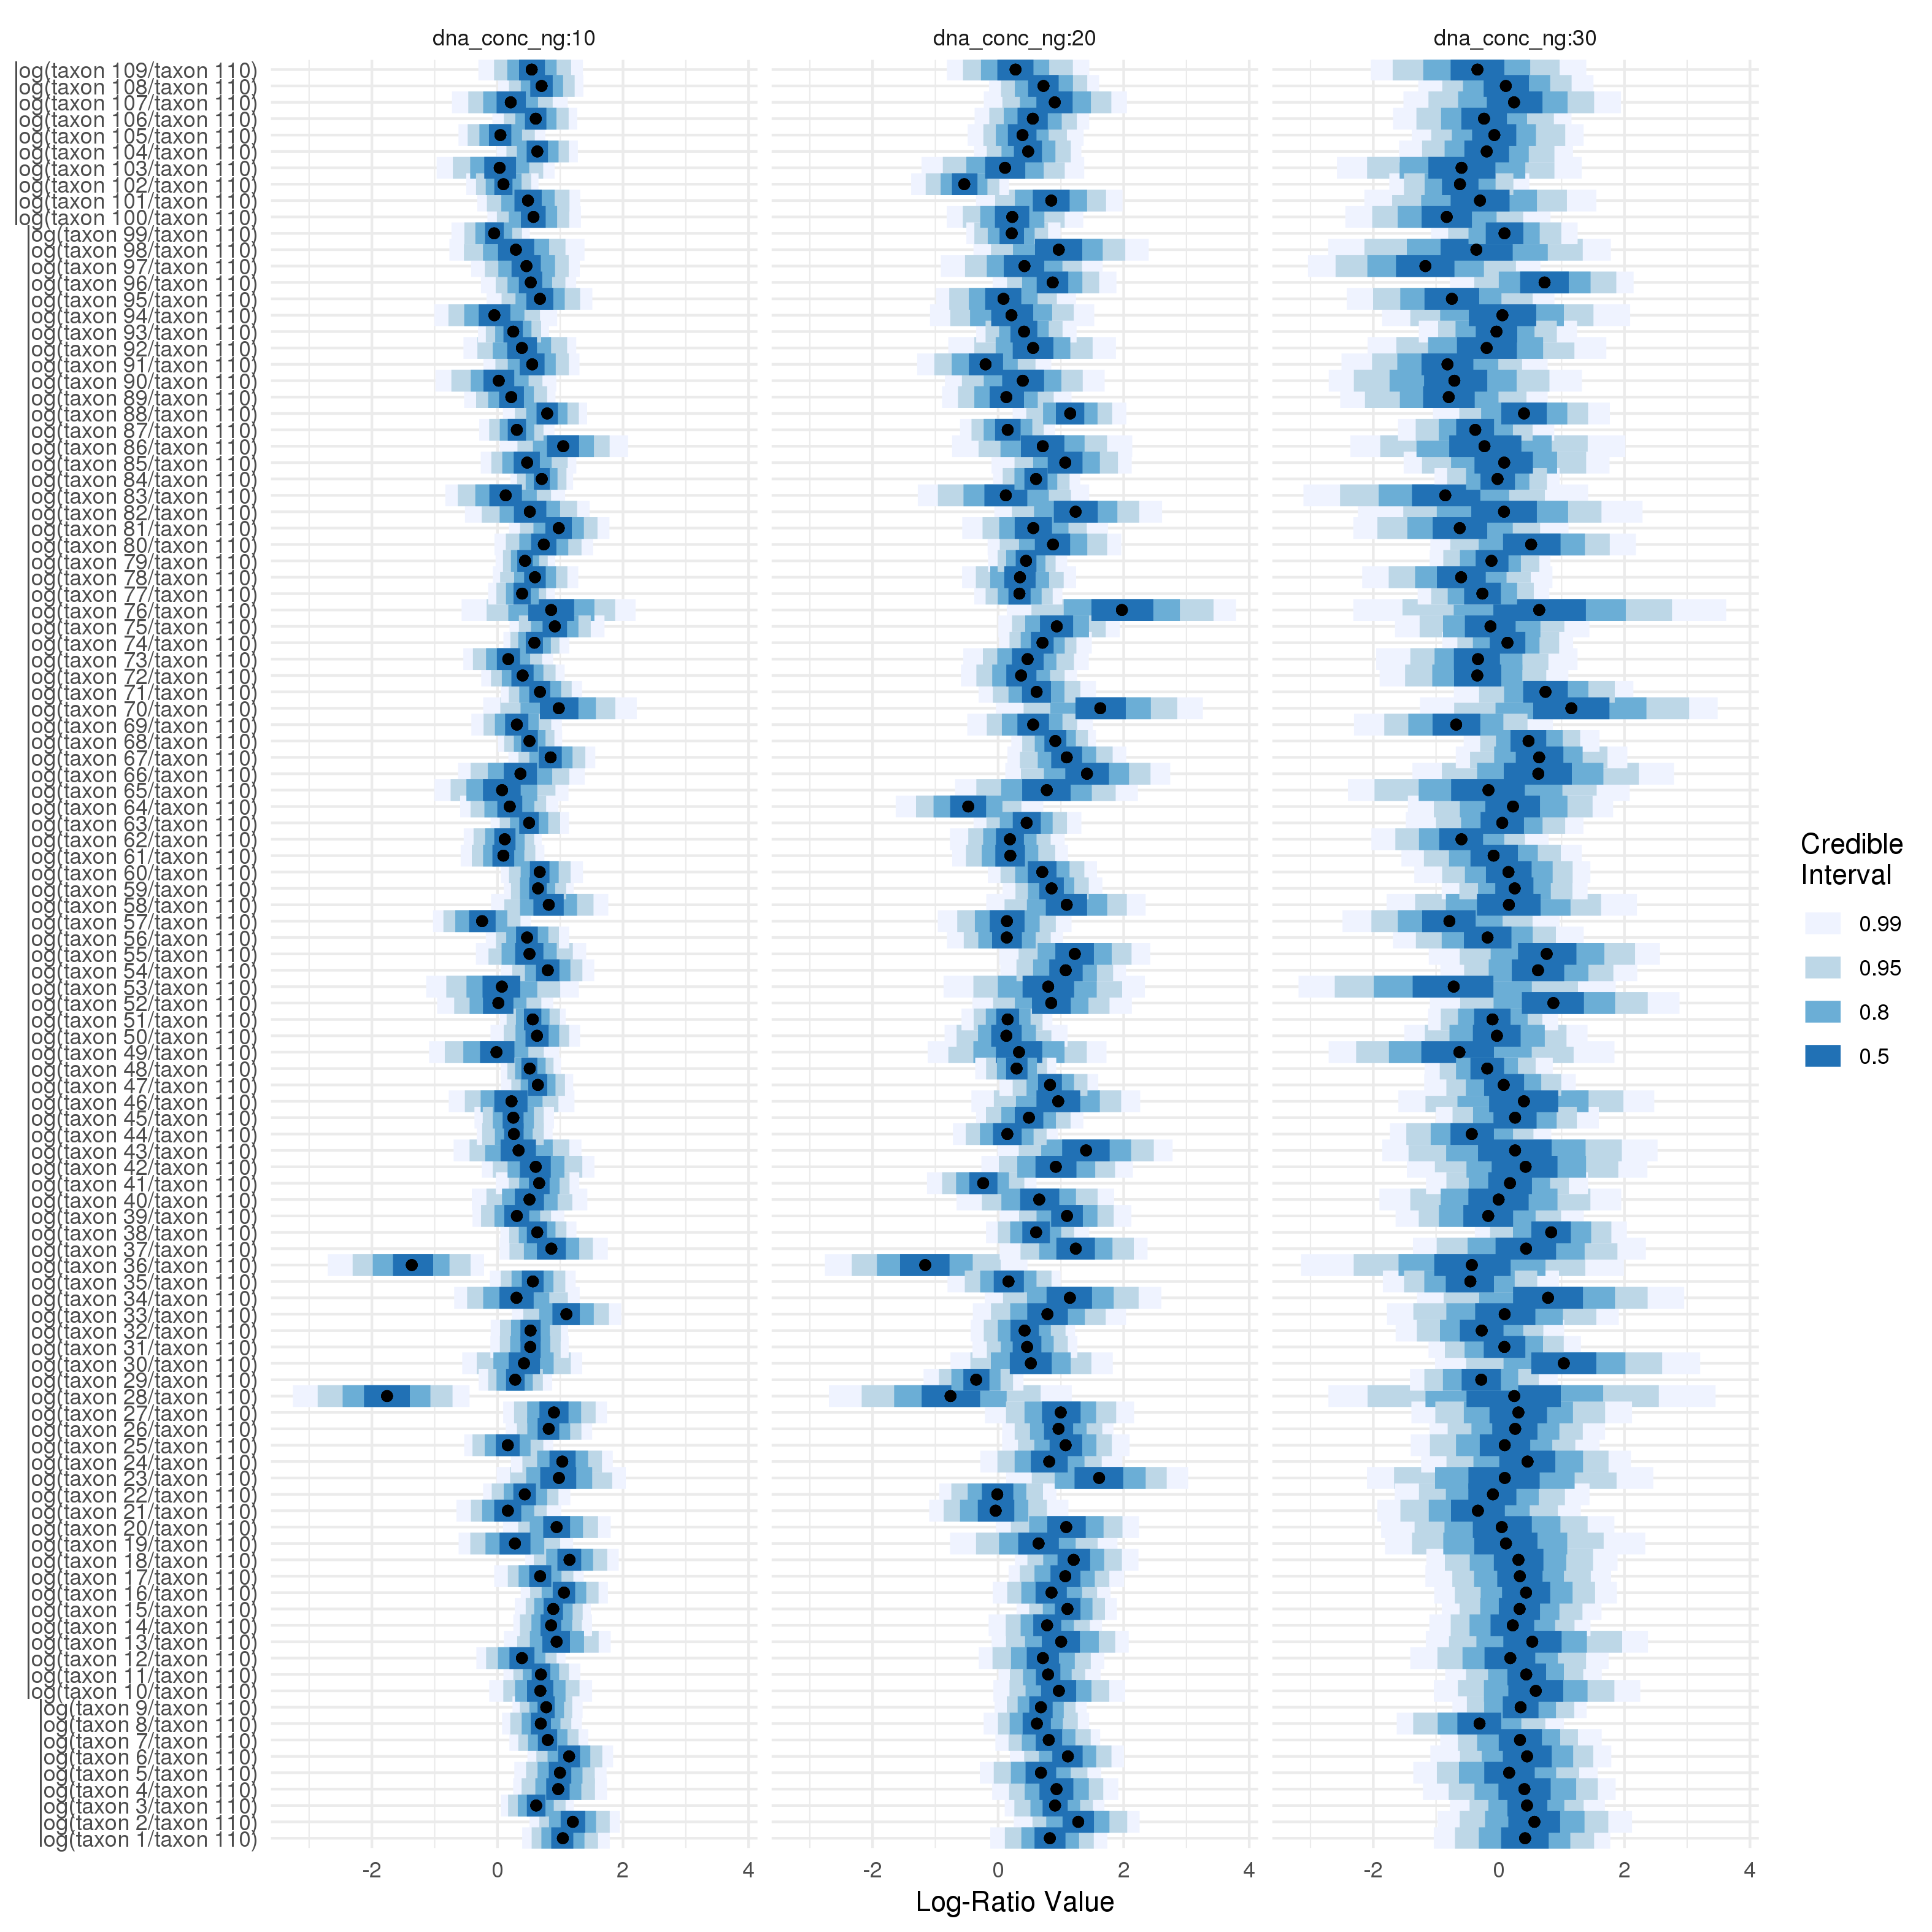 dna_conc_ng:10 dna_conc_ng:20 dna_conc_ng:30
log(taxon 109/taxon 110)
log(taxon 108/taxon 110)
log(taxon 107/taxon 110)
log(taxon 106/taxon 110)
log(taxon 105/taxon 110)
log(taxon 104/taxon 110)
log(taxon 103/taxon 110)
log(taxon 102/taxon 110)
log(taxon 101/taxon 110)
log(taxon 100/taxon 110)
log(taxon 99/taxon 110)
log(taxon 98/taxon 110)
log(taxon 97/taxon 110)
log(taxon 96/taxon 110)
log(taxon 95/taxon 110)
log(taxon 94/taxon 110)
log(taxon 93/taxon 110)
log(taxon 92/taxon 110)
log(taxon 91/taxon 110)
log(taxon 90/taxon 110)
log(taxon 89/taxon 110)
log(taxon 88/taxon 110)
log(taxon 87/taxon 110)
log(taxon 86/taxon 110)
log(taxon 85/taxon 110)
log(taxon 84/taxon 110)
log(taxon 83/taxon 110)
log(taxon 82/taxon 110)
log(taxon 81/taxon 110)
log(taxon 80/taxon 110)
log(taxon 79/taxon 110)
log(taxon 78/taxon 110)
log(taxon 77/taxon 110)
log(taxon 76/taxon 110)
log(taxon 75/taxon 110)
log(taxon 74/taxon 110)
log(taxon 73/taxon 110)
log(taxon 72/taxon 110)
log(taxon 71/taxon 110)
log(taxon 70/taxon 110)
log(taxon 69/taxon 110)
log(taxon 68/taxon 110)
log(taxon 67/taxon 110)
log(taxon 66/taxon 110)
log(taxon 65/taxon 110)
log(taxon 64/taxon 110)
log(taxon 63/taxon 110)
log(taxon 62/taxon 110)
log(taxon 61/taxon 110)
log(taxon 60/taxon 110)
log(taxon 59/taxon 110)
log(taxon 58/taxon 110)
log(taxon 57/taxon 110)
log(taxon 56/taxon 110)
log(taxon 55/taxon 110)
log(taxon 54/taxon 110)
log(taxon 53/taxon 110)
log(taxon 52/taxon 110)
log(taxon 51/taxon 110)
log(taxon 50/taxon 110)
log(taxon 49/taxon 110)
log(taxon 48/taxon 110)
log(taxon 47/taxon 110)
log(taxon 46/taxon 110)
log(taxon 45/taxon 110)
log(taxon 44/taxon 110)
log(taxon 43/taxon 110)
log(taxon 42/taxon 110)
log(taxon 41/taxon 110)
log(taxon 40/taxon 110)
log(taxon 39/taxon 110)
log(taxon 38/taxon 110)
log(taxon 37/taxon 110)
log(taxon 36/taxon 110)
log(taxon 35/taxon 110)
log(taxon 34/taxon 110)
log(taxon 33/taxon 110)
log(taxon 32/taxon 110)
log(taxon 31/taxon 110)
log(taxon 30/taxon 110)
log(taxon 29/taxon 110)
log(taxon 28/taxon 110)
log(taxon 27/taxon 110)
log(taxon 26/taxon 110)
log(taxon 25/taxon 110)
log(taxon 24/taxon 110)
log(taxon 23/taxon 110)
log(taxon 22/taxon 110)
log(taxon 21/taxon 110)
log(taxon 20/taxon 110)
log(taxon 19/taxon 110)
log(taxon 18/taxon 110)
log(taxon 17/taxon 110)
log(taxon 16/taxon 110)
log(taxon 15/taxon 110)
log(taxon 14/taxon 110)
log(taxon 13/taxon 110)
log(taxon 12/taxon 110)
log(taxon 11/taxon 110)
log(taxon 10/taxon 110)
log(taxon 9/taxon 110)
log(taxon 8/taxon 110)
log(taxon 7/taxon 110)
log(taxon 6/taxon 110)
log(taxon 5/taxon 110)
log(taxon 4/taxon 110)
log(taxon 3/taxon 110)
log(taxon 2/taxon 110)
log(taxon 1/taxon 110)
-2 0 2 4 -2 0 2 4 -2 0 2 4
Log-Ratio Value
Credible
Interval
0.99
0.95
0.8
0.5